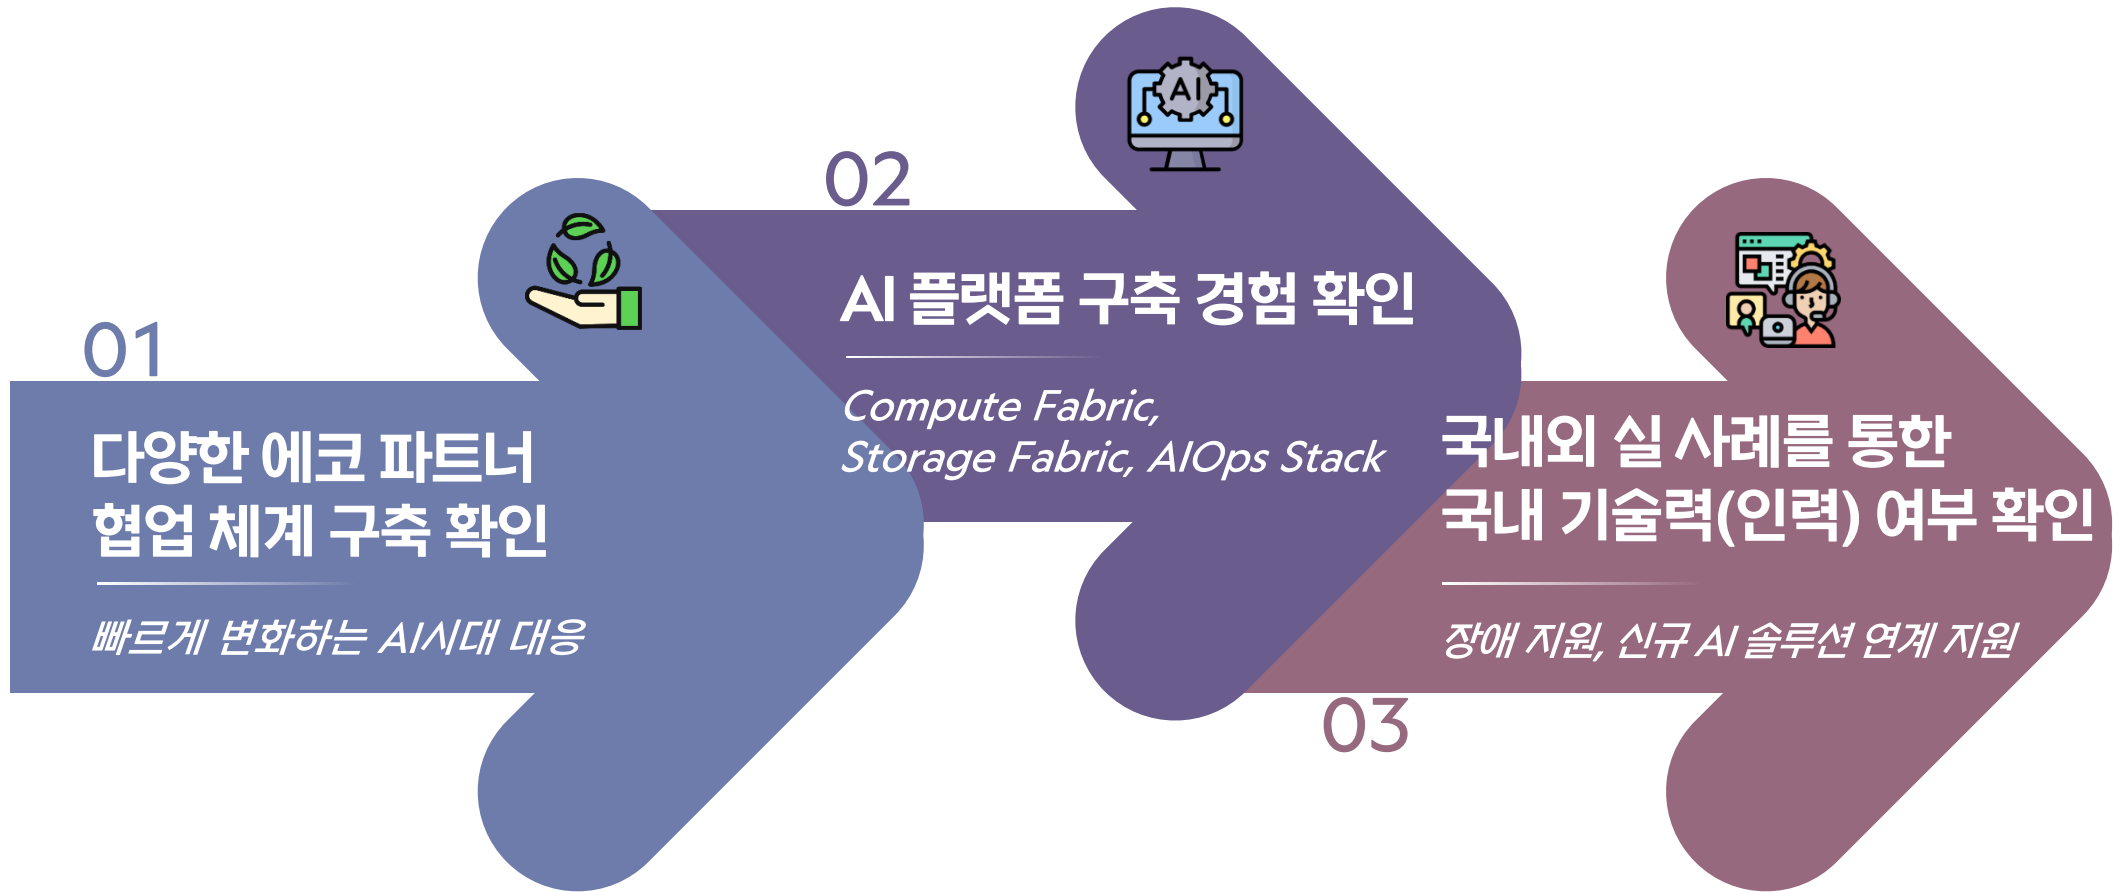 01
다양한 에코 파트너
협업 체계 구축 확인
빠르게 변화하는 AI시대 대응
02
AI
AI 플랫폼 구축 경험 확인
Compute Fabric,
Storage Fabric, AIOps Stack
국내외 실 사례를 통한
국내 기술력(인력) 여부 확인
장애 지원, 신규 AI 솔루션 연계 지원
03